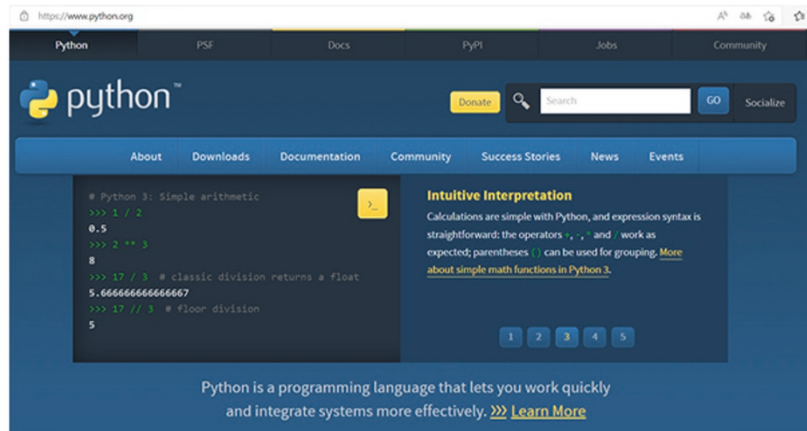 https://www.python.org
Python PSF Docs PyPI Jobs Community
python™
Donate Search GO Socialize
About Downloads Documentation Community Success Stories News Events
# Python 3: Simple arithmetic
>>> 1 / 2
0.5
>>> 2 ** 3
8
>>> 17 / 3 # classic division returns a float
5.666666666666667
>>> 17 // 3 # floor division
5
>_
Intuitive Interpretation
Calculations are simple with Python, and expression syntax is
straightforward: the operators +, -, * and / work as
expected; parentheses () can be used for grouping. More
about simple math functions in Python 3.
1 2 3 4 5
Python is a programming language that lets you work quickly
and integrate systems more effectively. >>> Learn More